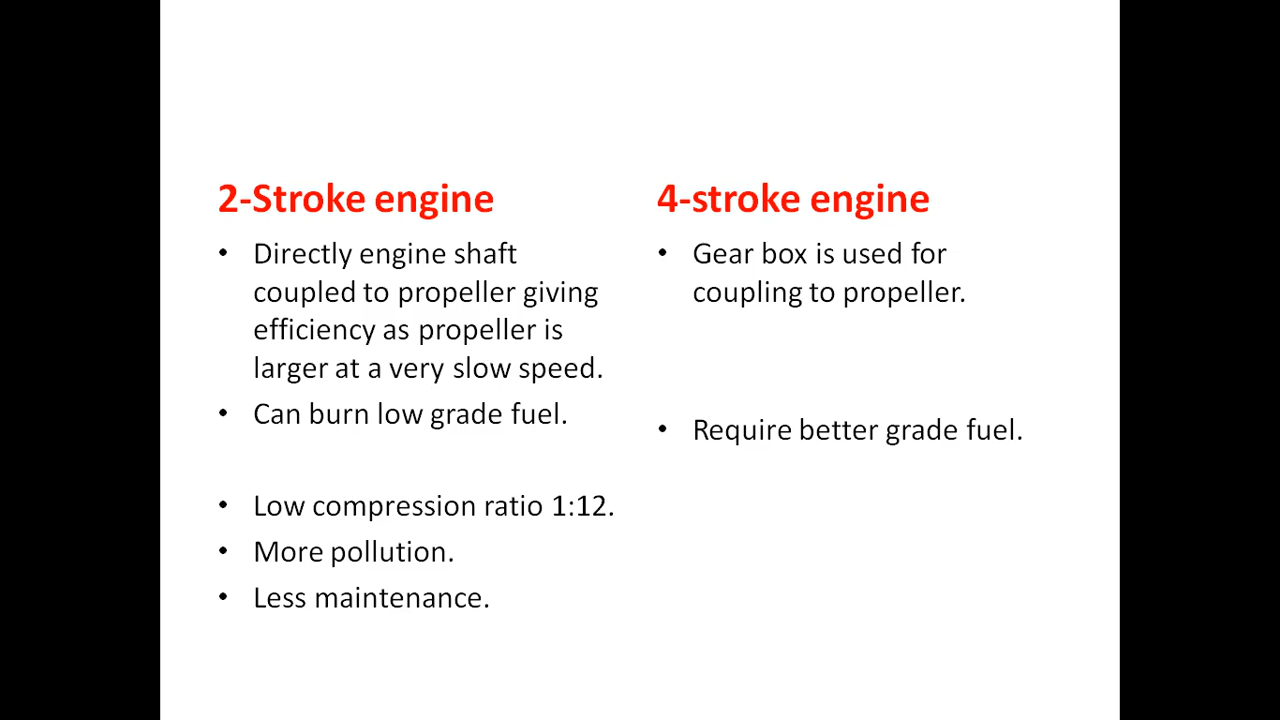 2-Stroke engine
• Directly engine shaft
coupled to propeller giving
efficiency as propeller is
larger at a very slow speed.
• Can burn low grade fuel.
• Low compression ratio 1:12.
• More pollution.
• Less maintenance.
4-stroke engine
• Gear box is used for
coupling to propeller.
• Require better grade fuel.